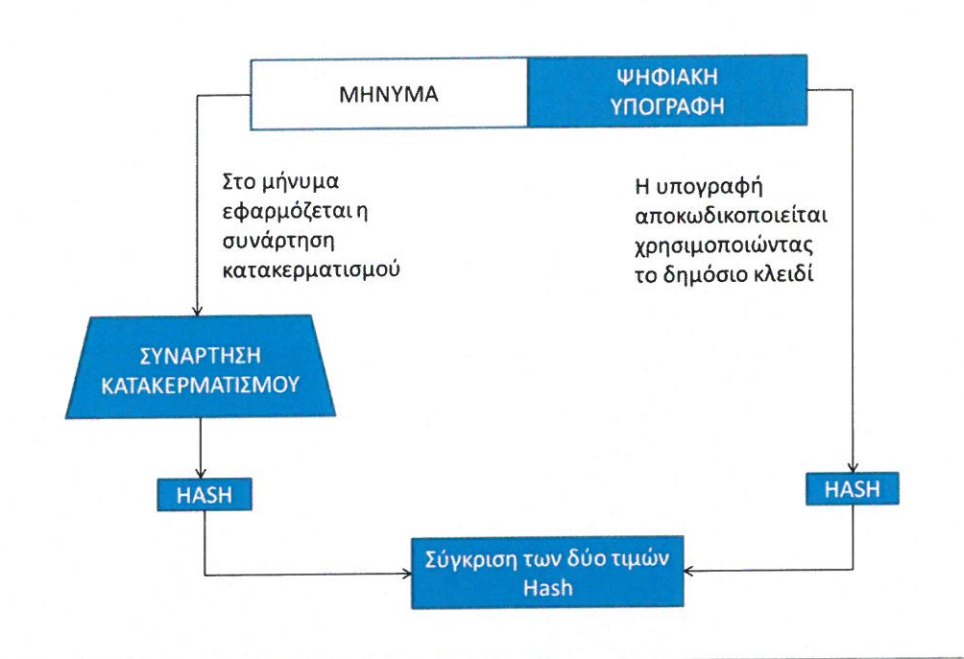 ΜΗΝΥΜΑ
ΨΗΦΙΑΚΗ
ΥΠΟΓΡΑΦΗ
Στο μήνυμα
εφαρμόζεται η
συνάρτηση
κατακερματισμού
Η υπογραφή
αποκωδικοποιείται
χρησιμοποιώντας
το δημόσιο κλειδί
ΣΥΝΑΡΤΗΣΗ
ΚΑΤΑΚΕΡΜΑΤΙΣΜΟΥ
HASH
HASH
Σύγκριση των δύο τιμών
Hash